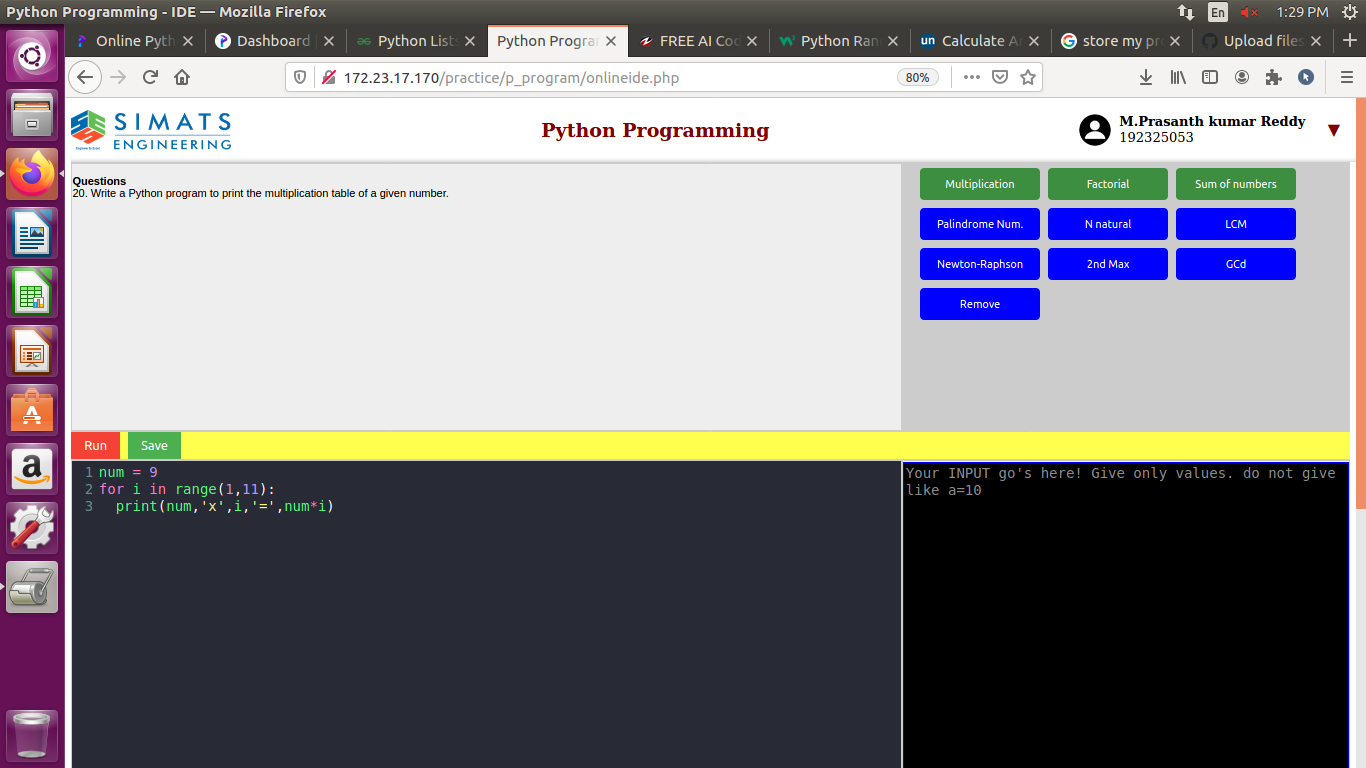 Python Programming - IDE — Mozilla Firefox
En
1:29 PM
Online Pyth
Dashboard
Python Lists
Python Progra
FREE AI Co
Python Ran
Calculate A
store my pr
Upload files
172.23.17.170/practice/p_program/onlineide.php
80%
SIMATS
ENGINEERING
Python Programming
M.Prasanth kumar Reddy
192325053
Questions
20. Write a Python program to print the multiplication table of a given number.
Multiplication
Factorial
Sum of numbers
Palindrome Num.
N natural
LCM
Newton-Raphson
2nd Max
GCd
Remove
Run
Save
1 num = 9
2 for i in range(1,11):
3   print(num,'x',i,'=',num*i)
Your INPUT go's here! Give only values. do not give
like a=10